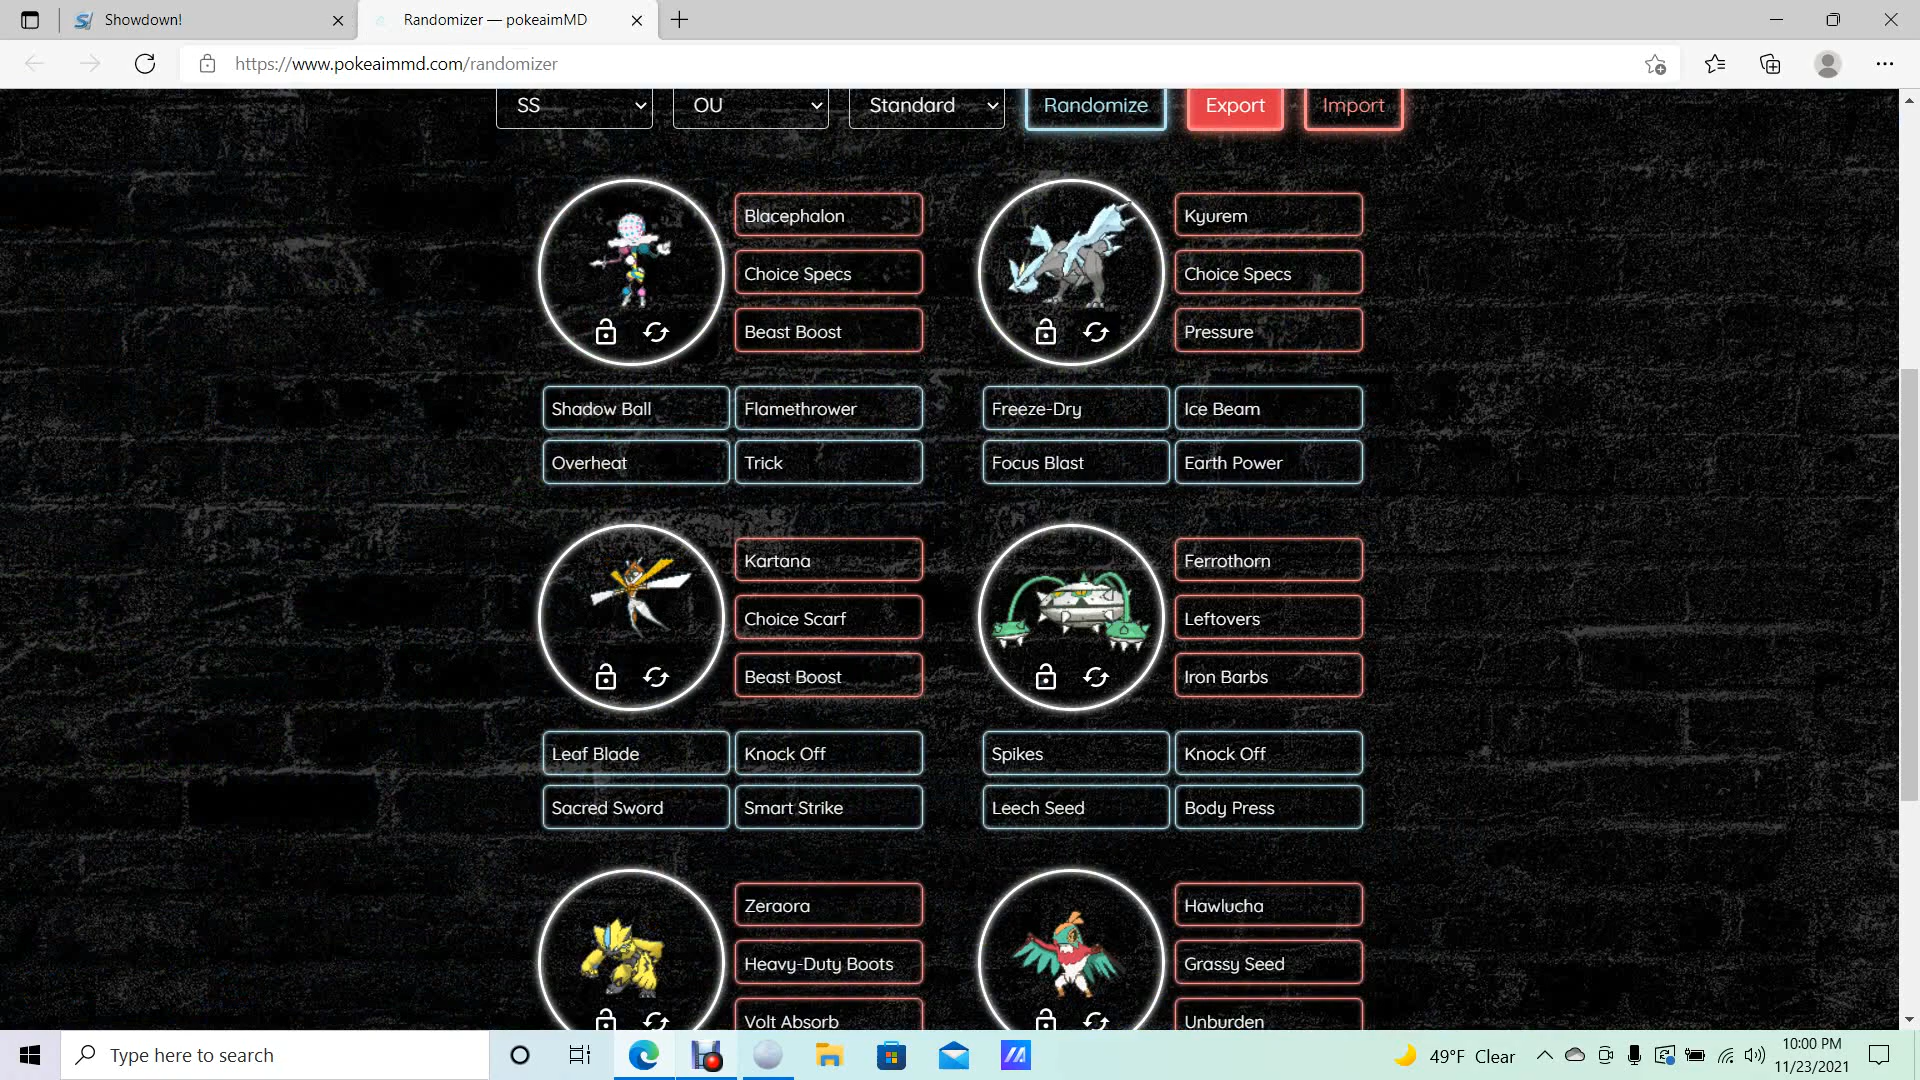 Showdown!
Randomizer — pokeaimMD
https://www.pokeaimmd.com/randomizer
SS OU Standard Randomize Export Import
Blacephalon
Choice Specs
Beast Boost
Kyurem
Choice Specs
Pressure
Shadow Ball Flamethrower
Overheat Trick
Freeze-Dry Ice Beam
Focus Blast Earth Power
Kartana
Choice Scarf
Beast Boost
Ferrothorn
Leftovers
Iron Barbs
Leaf Blade Knock Off
Sacred Sword Smart Strike
Spikes Knock Off
Leech Seed Body Press
Zeraora
Heavy-Duty Boots
Volt Absorb
Hawlucha
Grassy Seed
Unburden
Type here to search
49°F Clear
10:00 PM
11/23/2021